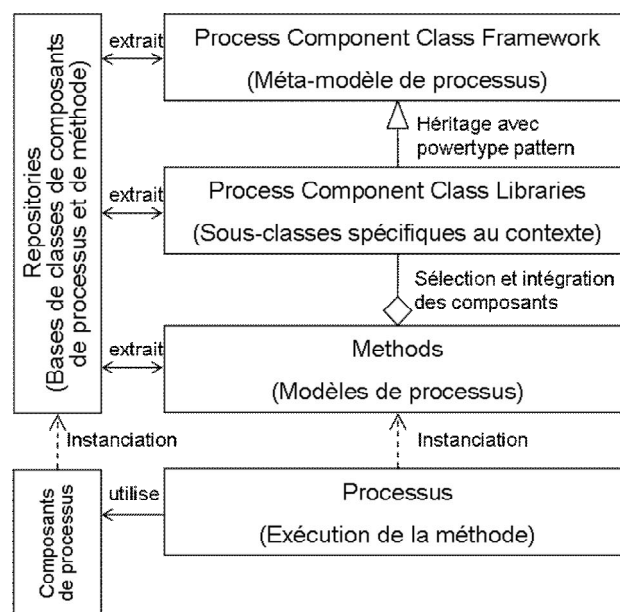 Process Component Class Framework
(Méta-modèle de processus)
extrait
Héritage avec
powertype pattern
Repositories
(Bases de classes de composants
de processus et de méthode)
Process Component Class Libraries
(Sous-classes spécifiques au contexte)
extrait
Sélection et intégration
des composants
Methods
(Modèles de processus)
extrait
Instanciation
Instanciation
Composants
de processus
utilise
Processus
(Exécution de la méthode)